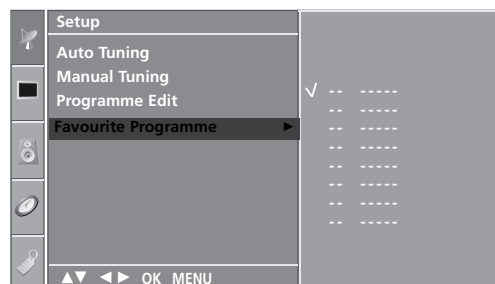 Setup
Auto Tuning
Manual Tuning
Programme Edit
Favourite Programme ►
√ -- -----
-- -----
-- -----
-- -----
-- -----
-- -----
-- -----
-- -----
▲▼ ◄► OK MENU